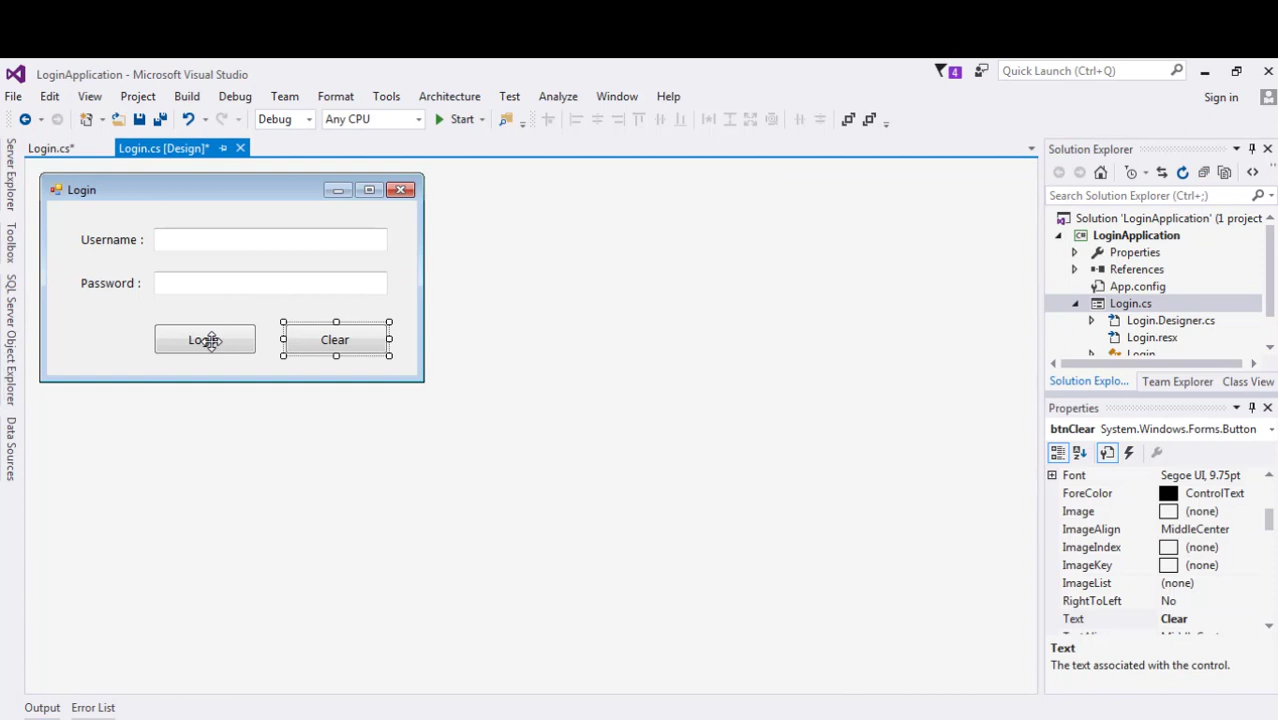 LoginApplication - Microsoft Visual Studio
4
Quick Launch (Ctrl+Q)
File Edit View Project Build Debug Team Format Tools Architecture Test Analyze Window Help
Sign in
Debug Any CPU Start
Login.cs*
Login.cs [Design]*
Server Explorer
Toolbox
SQL Server Object Explorer
Data Sources
Login
Username :
Password :
Clear
Solution Explorer
Search Solution Explorer (Ctrl+;)
Solution 'LoginApplication' (1 project
C#
LoginApplication
Properties
References
App.config
Login.cs
Login.Designer.cs
Login.resx
Login
Solution Explo... Team Explorer Class View
Properties
btnClear System.Windows.Forms.Button
Font Segoe UI, 9.75pt
ForeColor ControlText
Image (none)
ImageAlign MiddleCenter
ImageIndex (none)
ImageKey (none)
ImageList (none)
RightToLeft No
Text Clear
Text
The text associated with the control.
Output Error List